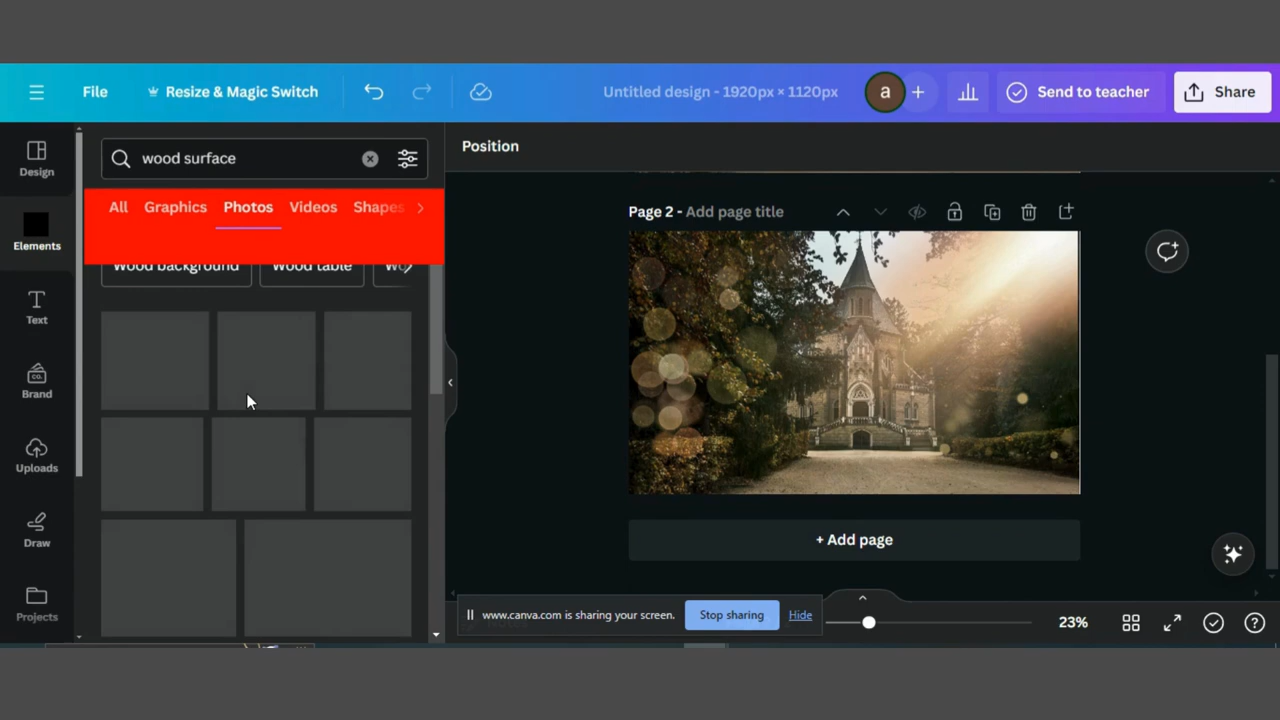 File
Resize & Magic Switch
Untitled design - 1920px × 1120px
a
Send to teacher
Share
Design
Elements
Text
Brand
Uploads
Draw
Projects
wood surface
All Graphics Photos Videos Shapes
Wood background Wood table
Position
Page 2 - Add page title
+ Add page
www.canva.com is sharing your screen. Stop sharing Hide
23%